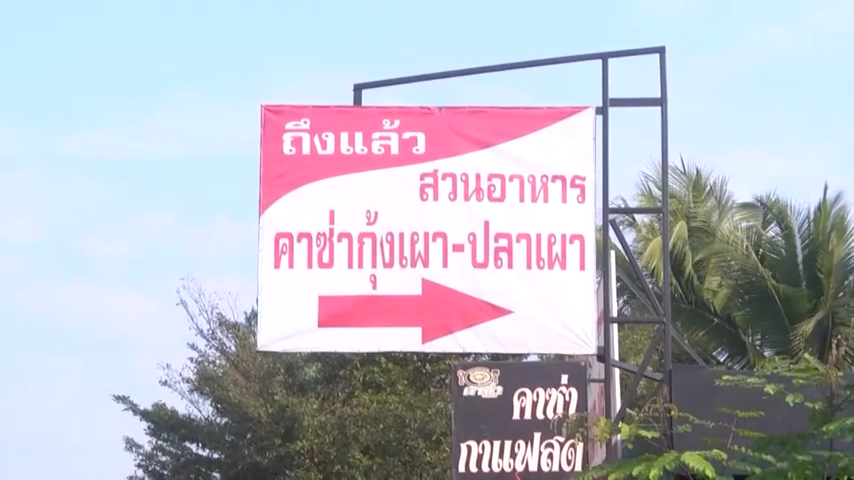 ถึงแล้ว
สวนอาหาร
คาซ่ากุ้งเผา-ปลาเผา
คาซ่า
กาแฟสด